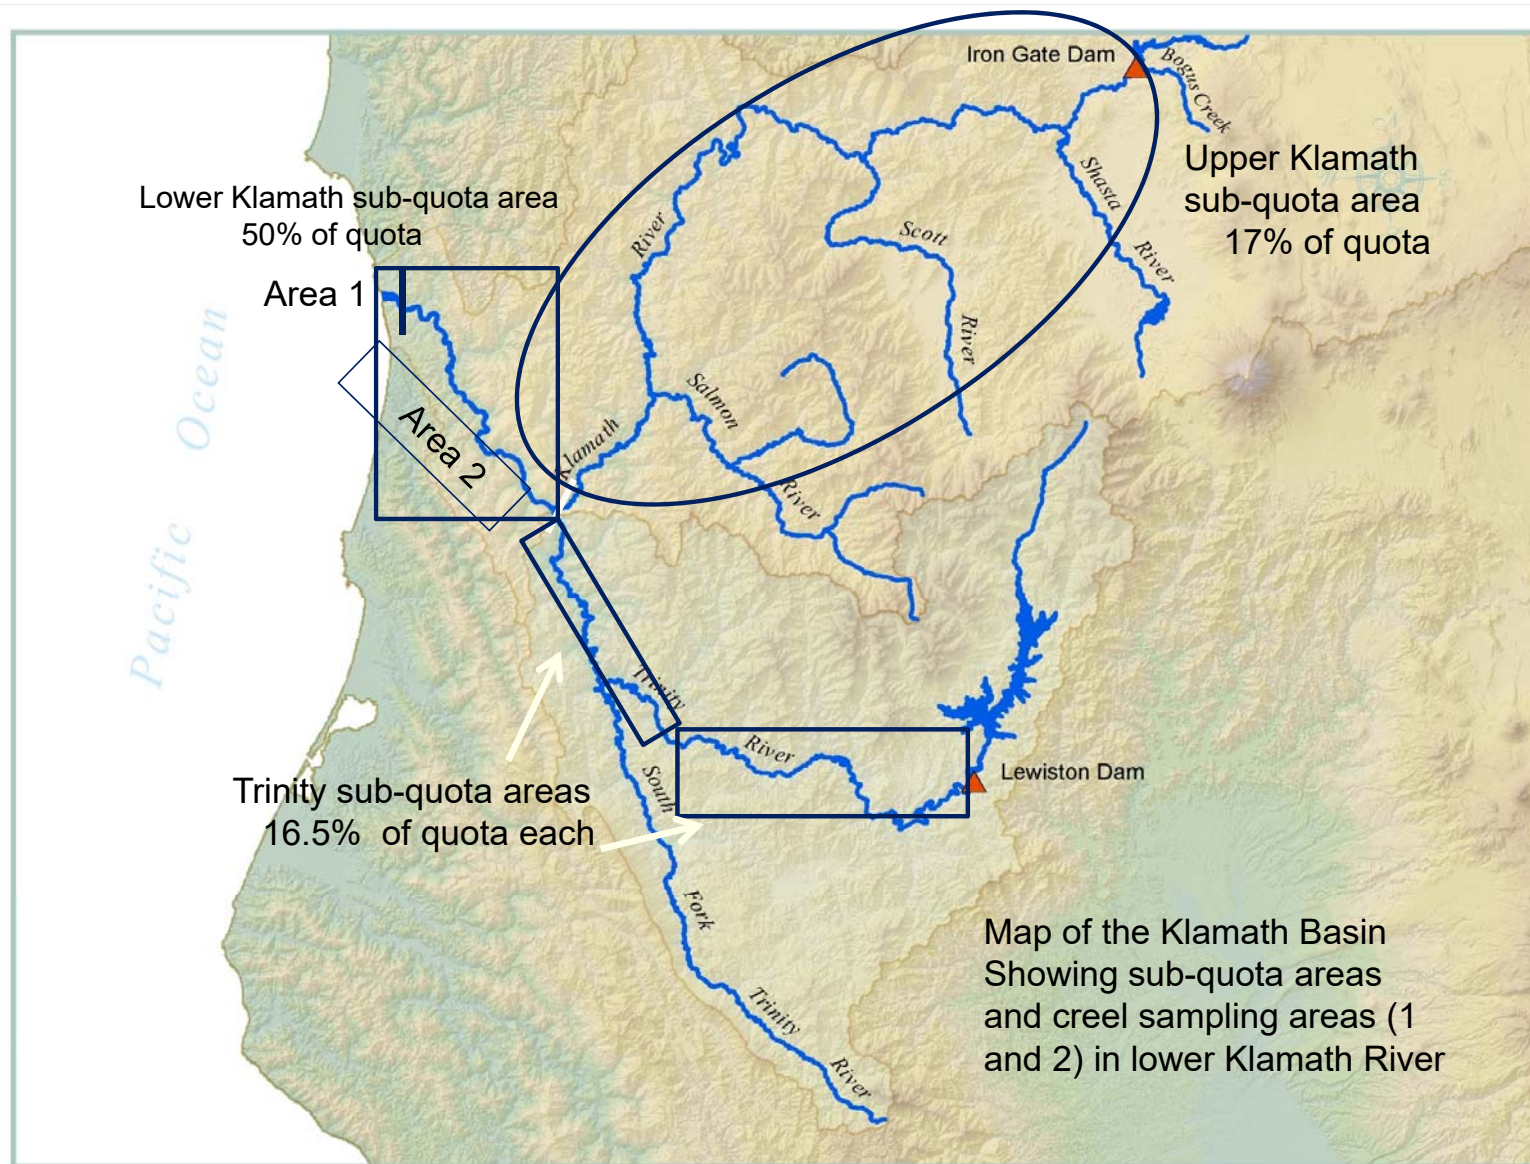 Iron Gate Dam
Bogus Creek
Upper Klamath
sub-quota area
17% of quota
Lower Klamath sub-quota area
50% of quota
Shasta
River
Scott
River
River
Area 1
Pacific Ocean
Salmon
River
Area 2
Klamath
Trinity
River
Lewiston Dam
Trinity sub-quota areas
16.5% of quota each
South
Fork
Trinity
River
Map of the Klamath Basin
Showing sub-quota areas
and creel sampling areas (1
and 2) in lower Klamath River